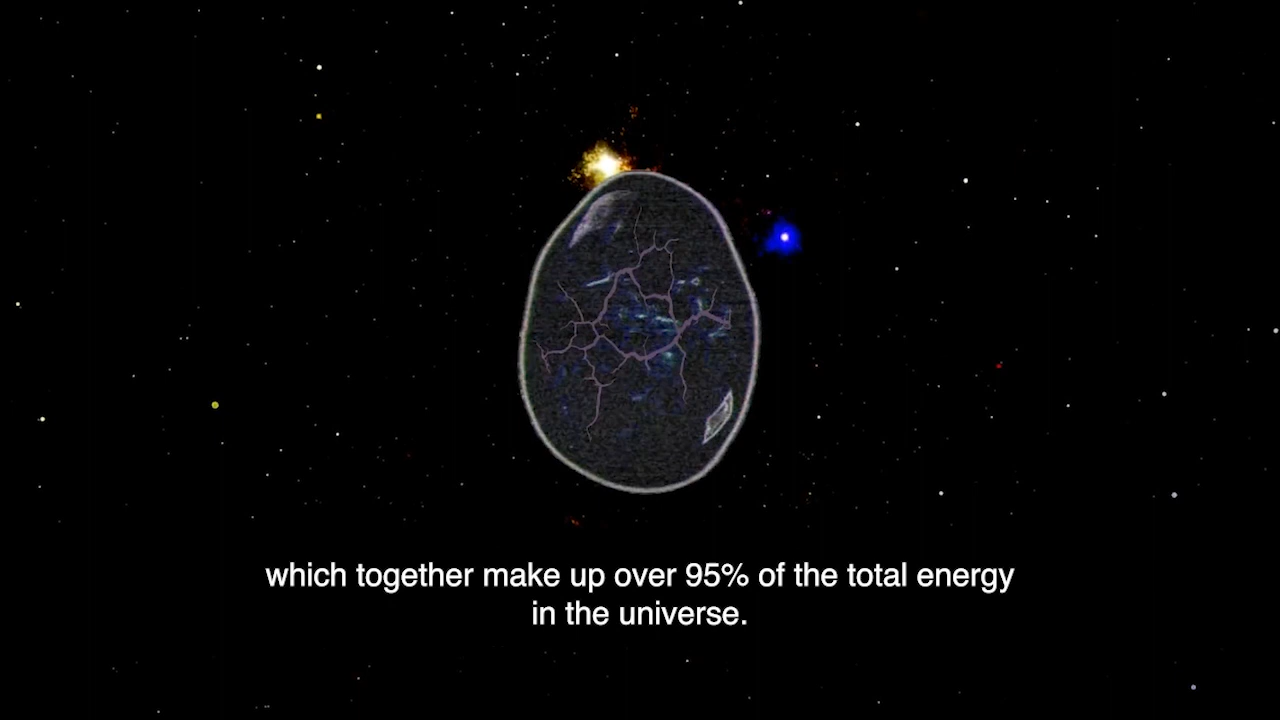 which together make up over 95% of the total energy
in the universe.